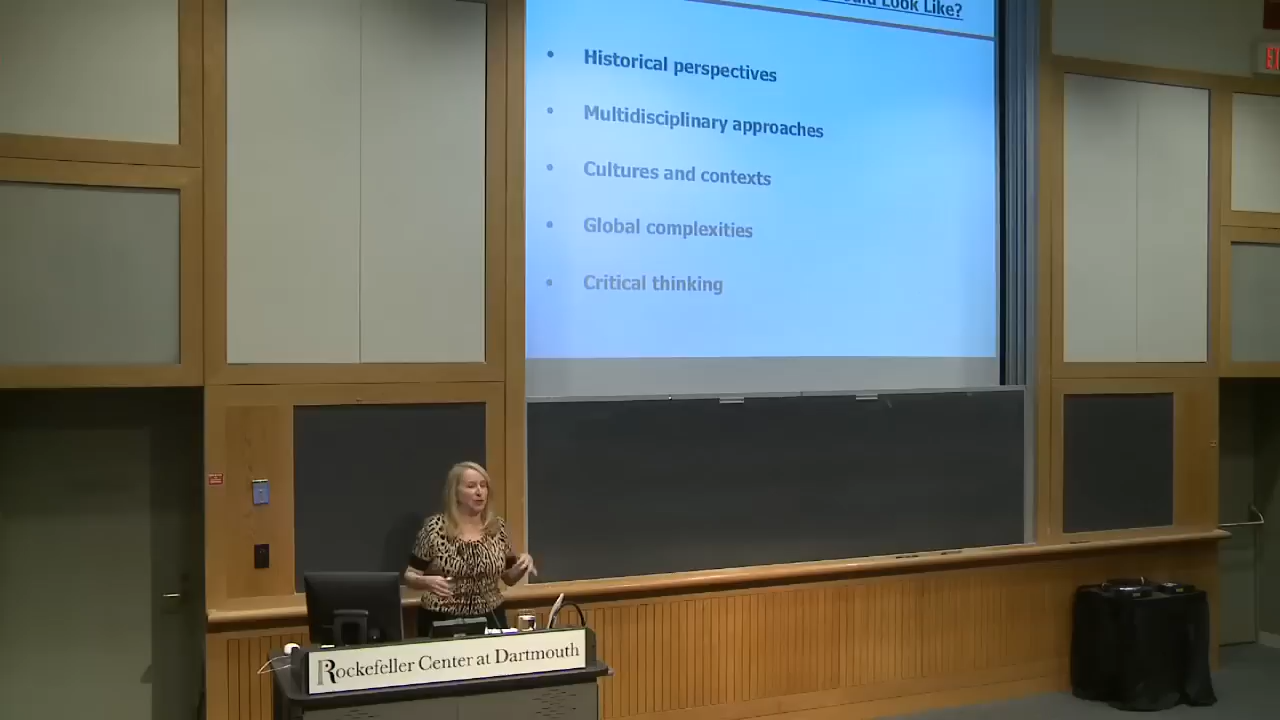 Look Like?
• Historical perspectives
• Multidisciplinary approaches
• Cultures and contexts
• Global complexities
• Critical thinking
Rockefeller Center at Dartmouth